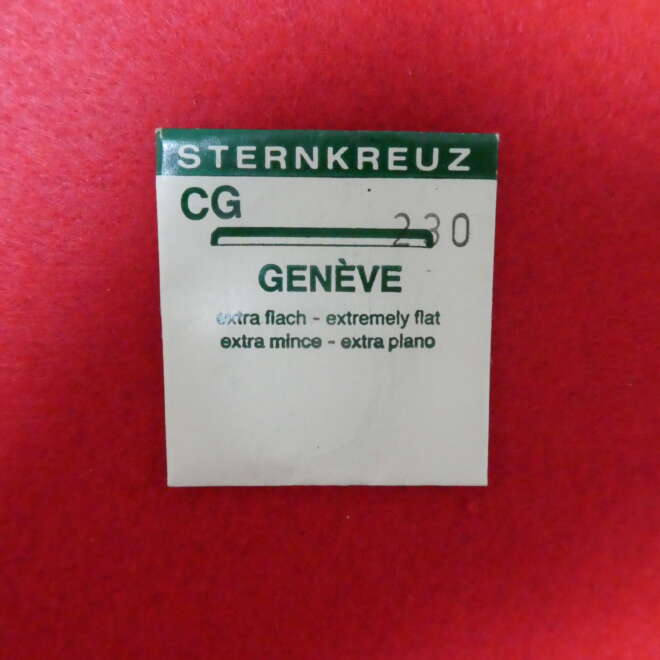 STERNKREUZ
CG
230
GENÈVE
extra flach - extremely flat
extra mince - extra plano